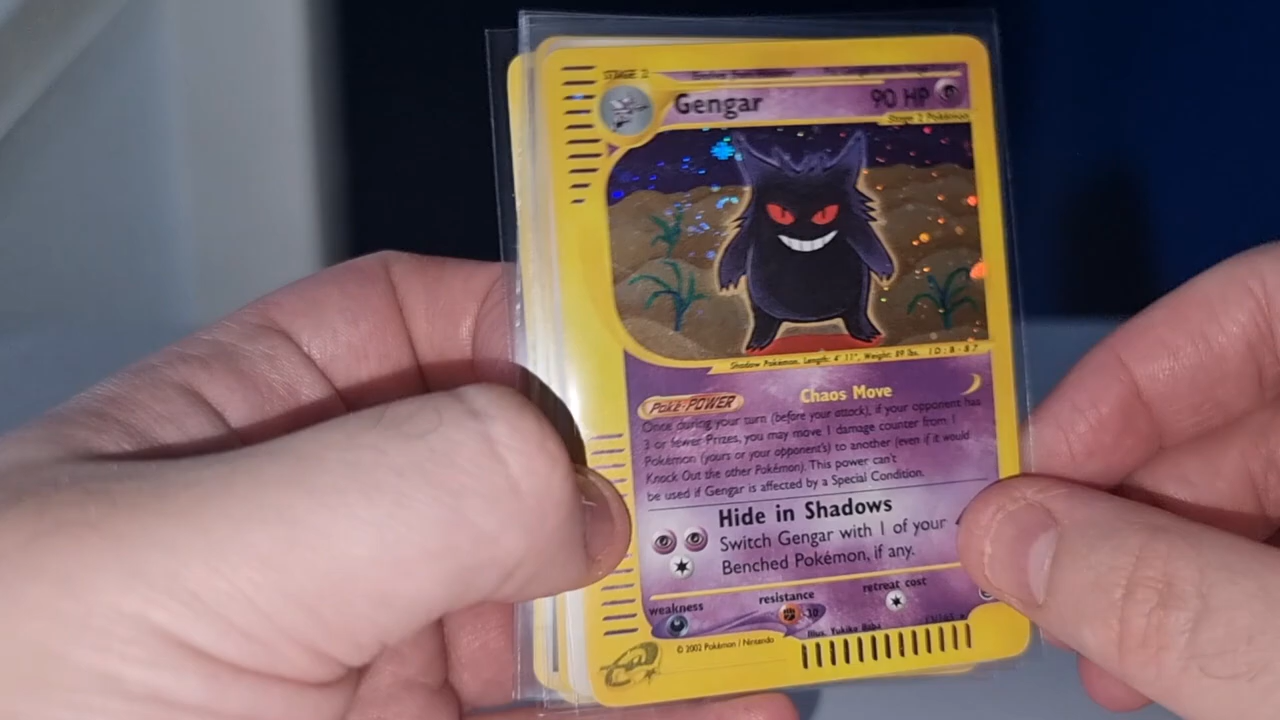 STAGE 2
Gengar 90 HP
Stage 2 Pokémon
Shadow Pokémon. Length: 4' 11", Weight: 89 lbs. ID: B - 87
Poké-POWER Chaos Move
Once during your turn (before your attack), if your opponent has
3 or fewer Prizes, you may move 1 damage counter from 1
Pokémon (yours or your opponent's) to another (even if it would
Knock Out the other Pokémon). This power can't
be used if Gengar is affected by a Special Condition.
Hide in Shadows
Switch Gengar with 1 of your
Benched Pokémon, if any.
weakness resistance retreat cost
-30
Illus. Yukiko Baba
© 2002 Pokémon / Nintendo
e